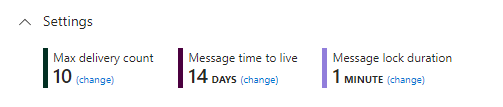 Settings
Max delivery count
10 (change)
Message time to live
14 DAYS (change)
Message lock duration
1 MINUTE (change)